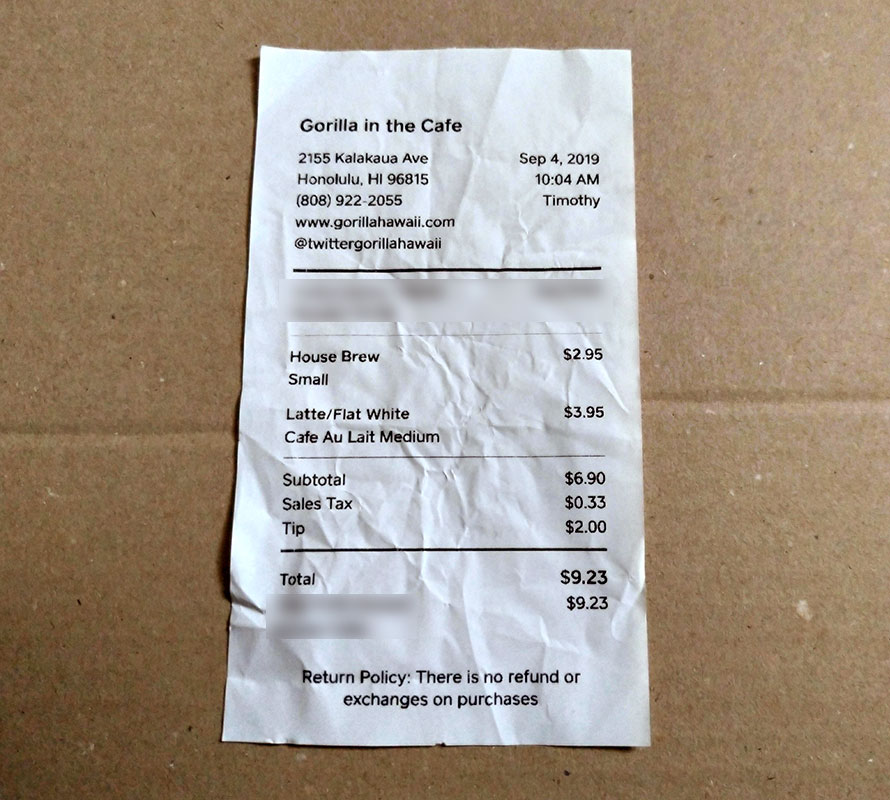 Gorilla in the Cafe
2155 Kalakaua Ave Sep 4, 2019
Honolulu, HI 96815 10:04 AM
(808) 922-2055 Timothy
www.gorillahawaii.com
@twittergorillahawaii
House Brew $2.95
Small
Latte/Flat White $3.95
Cafe Au Lait Medium
Subtotal $6.90
Sales Tax $0.33
Tip $2.00
Total $9.23
$9.23
Return Policy: There is no refund or
exchanges on purchases